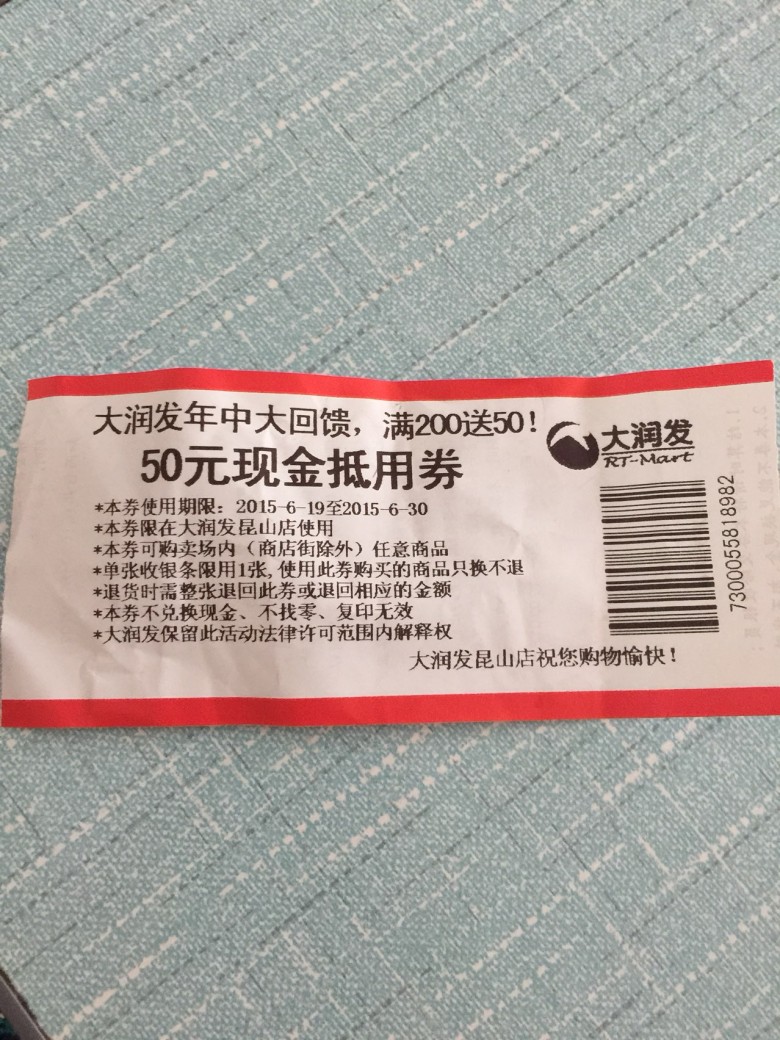 大润发年中大回馈，满200送50！
50元现金抵用券
大润发
RT-Mart
*本券使用期限：2015-6-19至2015-6-30
*本券限在大润发昆山店使用
*本券可购卖场内（商店街除外）任意商品
*单张收银条限用1张,使用此券购买的商品只换不退
*退货时需整张退回此券或退回相应的金额
*本券不兑换现金、不找零、复印无效
*大润发保留此活动法律许可范围内解释权
大润发昆山店祝您购物愉快！
7300055818982